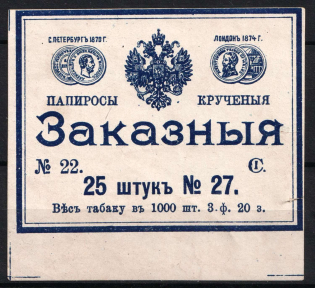 С.ПЕТЕРБУРГЪ 1870 Г. ЛОНДОНЪ 1874 Г.
ПАПИРОСЫ КРУЧЕНЫЯ
Заказныя
№ 22. С.
25 штукъ № 27.
Вѣсъ табаку въ 1000 шт. 3.ф. 20 з.